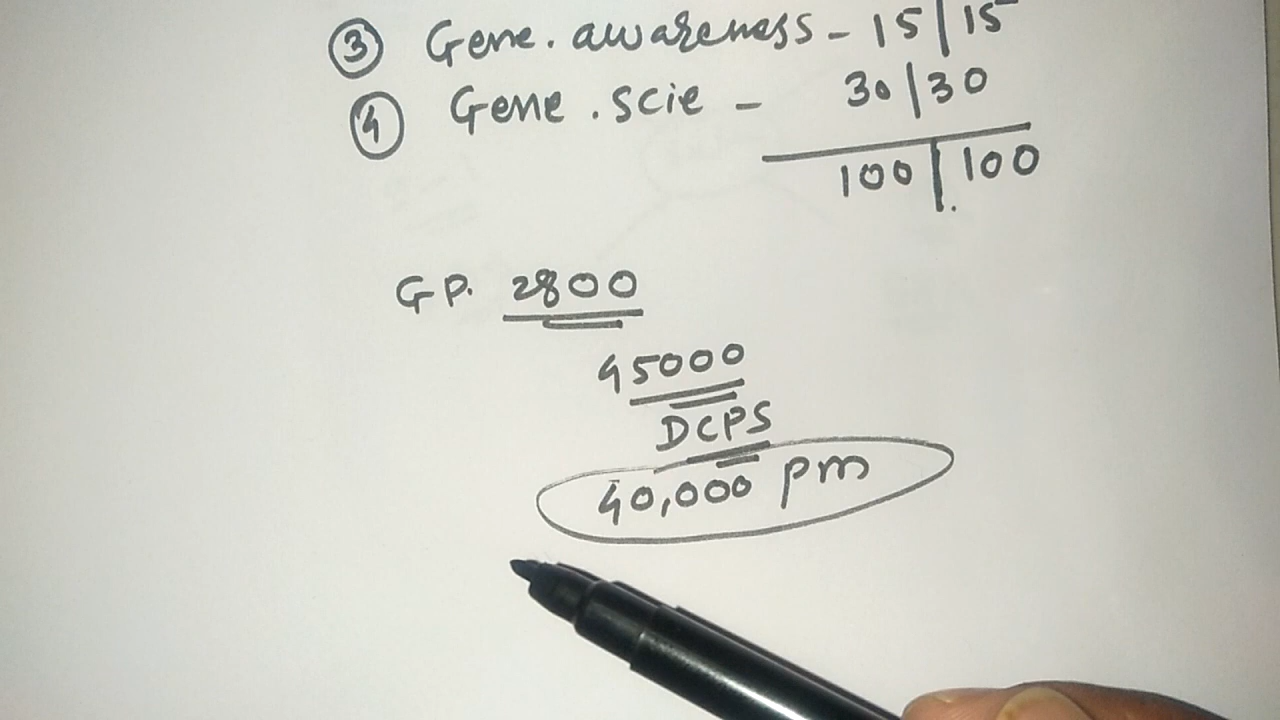 ③ Gene. awareness - 15|15
④ Gene. scie - 30|30
100|100
GP. 2800
45000
DCPS
40,000 pm